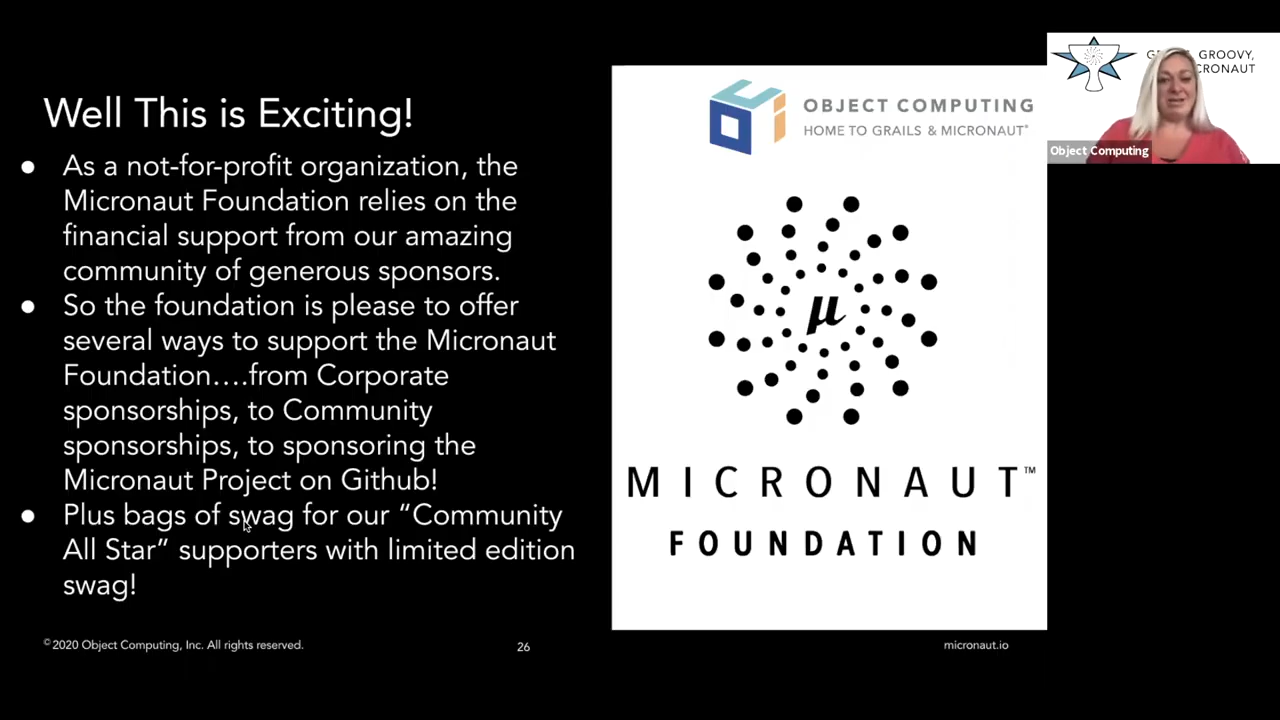 Well This is Exciting!
● As a not-for-profit organization, the
Micronaut Foundation relies on the
financial support from our amazing
community of generous sponsors.
● So the foundation is please to offer
several ways to support the Micronaut
Foundation….from Corporate
sponsorships, to Community
sponsorships, to sponsoring the
Micronaut Project on Github!
● Plus bags of swag for our “Community
All Star” supporters with limited edition
swag!
©2020 Object Computing, Inc. All rights reserved.
26
micronaut.io
OBJECT COMPUTING
HOME TO GRAILS & MICRONAUT®
µ
MICRONAUT™
FOUNDATION
GROOVY,
Object Computing